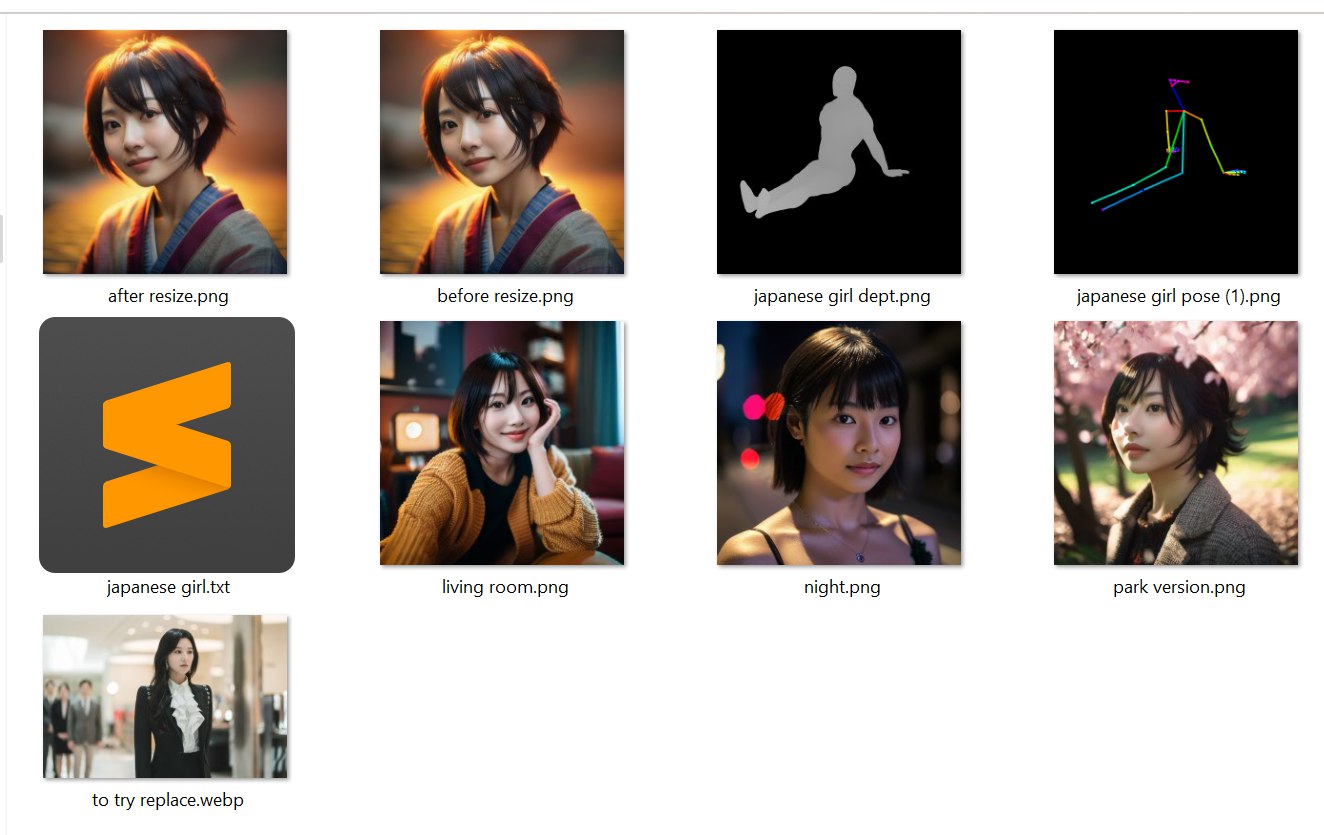 after resize.png
before resize.png
japanese girl dept.png
japanese girl pose (1).png
japanese girl.txt
living room.png
night.png
park version.png
to try replace.webp